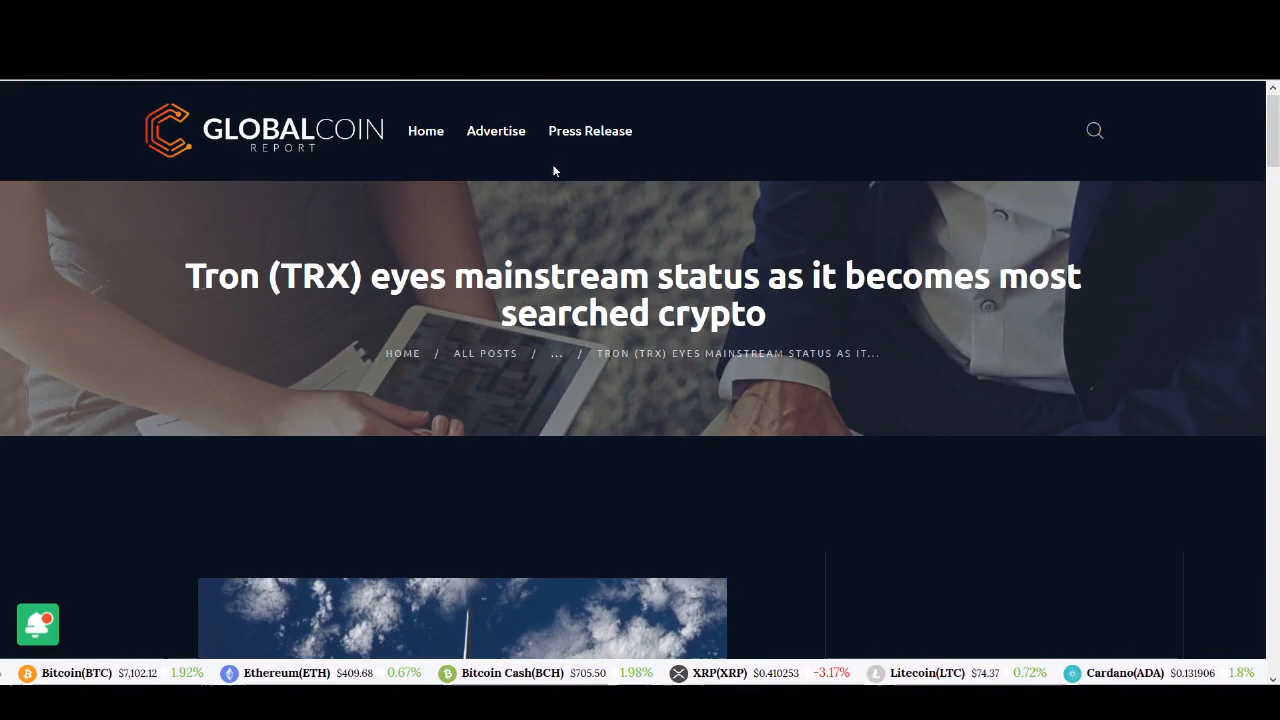 GLOBALCOIN
REPORT
Home Advertise Press Release
Tron (TRX) eyes mainstream status as it becomes most
searched crypto
HOME / ALL POSTS / ... / TRON (TRX) EYES MAINSTREAM STATUS AS IT...
Bitcoin(BTC) $7,102.12 1.92% Ethereum(ETH) $409.68 0.67% Bitcoin Cash(BCH) $705.50 1.98% XRP(XRP) $0.410253 -3.17% Litecoin(LTC) $74.37 0.72% Cardano(ADA) $0.131906 1.8%